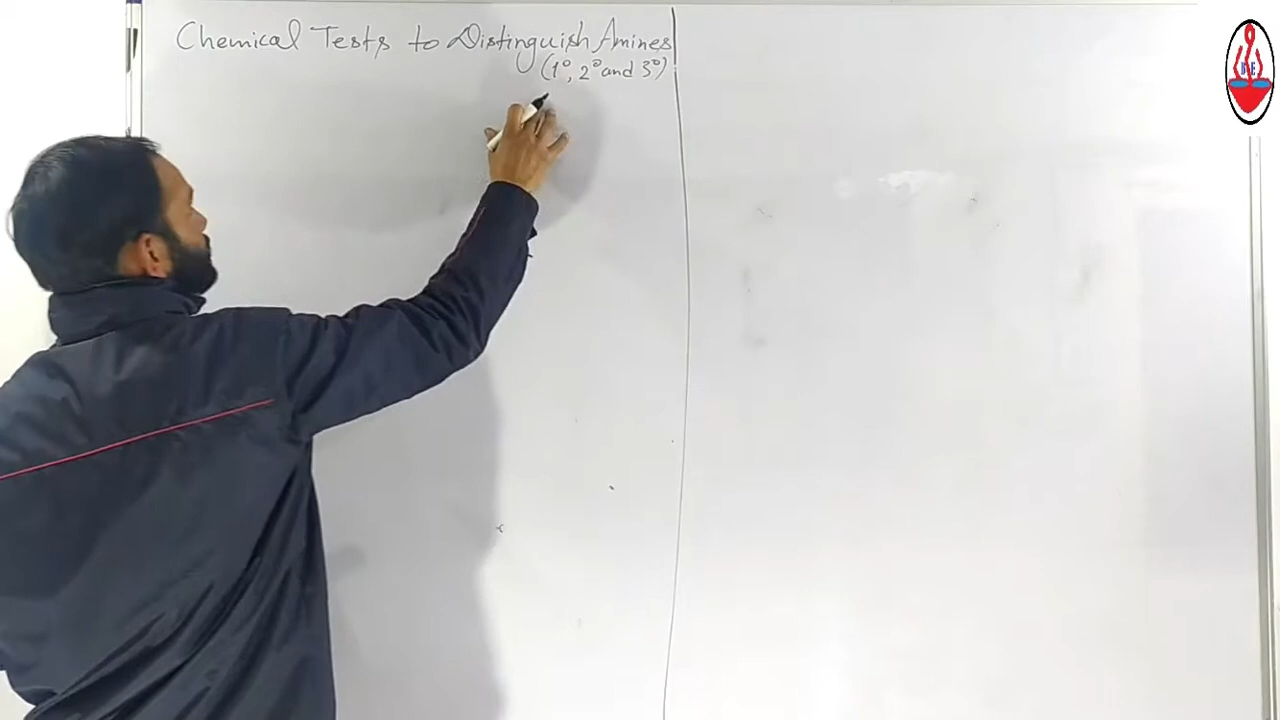 Chemical Tests to Distinguish Amines
(1°, 2° and 3°)